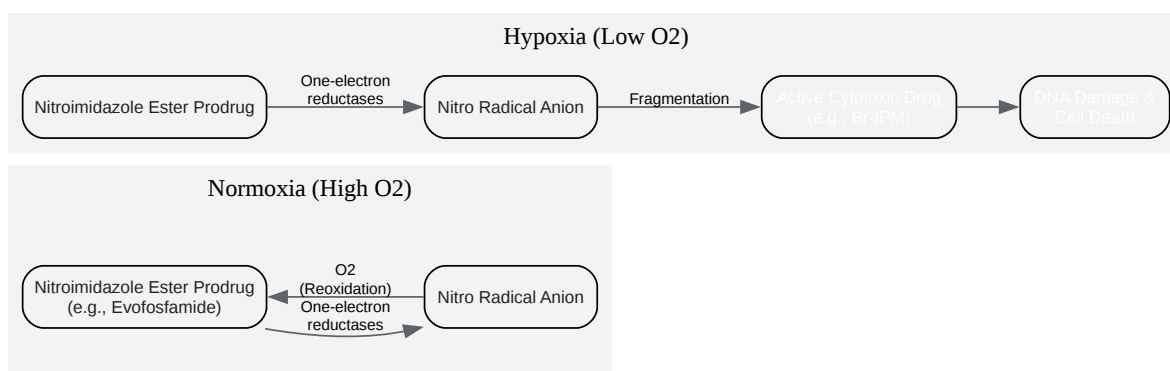 Hypoxia (Low O2)
Nitroimidazole Ester Prodrug
One-electron
reductases
Nitro Radical Anion
Fragmentation
Active Cytotoxic Drug
(e.g., Br-IPM)
DNA Damage &
Cell Death
Normoxia (High O2)
Nitroimidazole Ester Prodrug
(e.g., Evofosfamide)
O2
(Reoxidation)
One-electron
reductases
Nitro Radical Anion